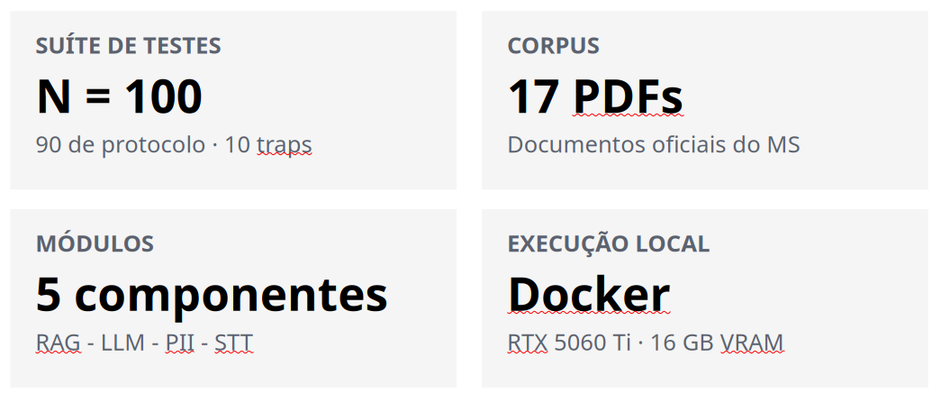 SUÍTE DE TESTES
N = 100
90 de protocolo · 10 traps
CORPUS
17 PDFs
Documentos oficiais do MS
MÓDULOS
5 componentes
RAG - LLM - PII - STT
EXECUÇÃO LOCAL
Docker
RTX 5060 Ti · 16 GB VRAM